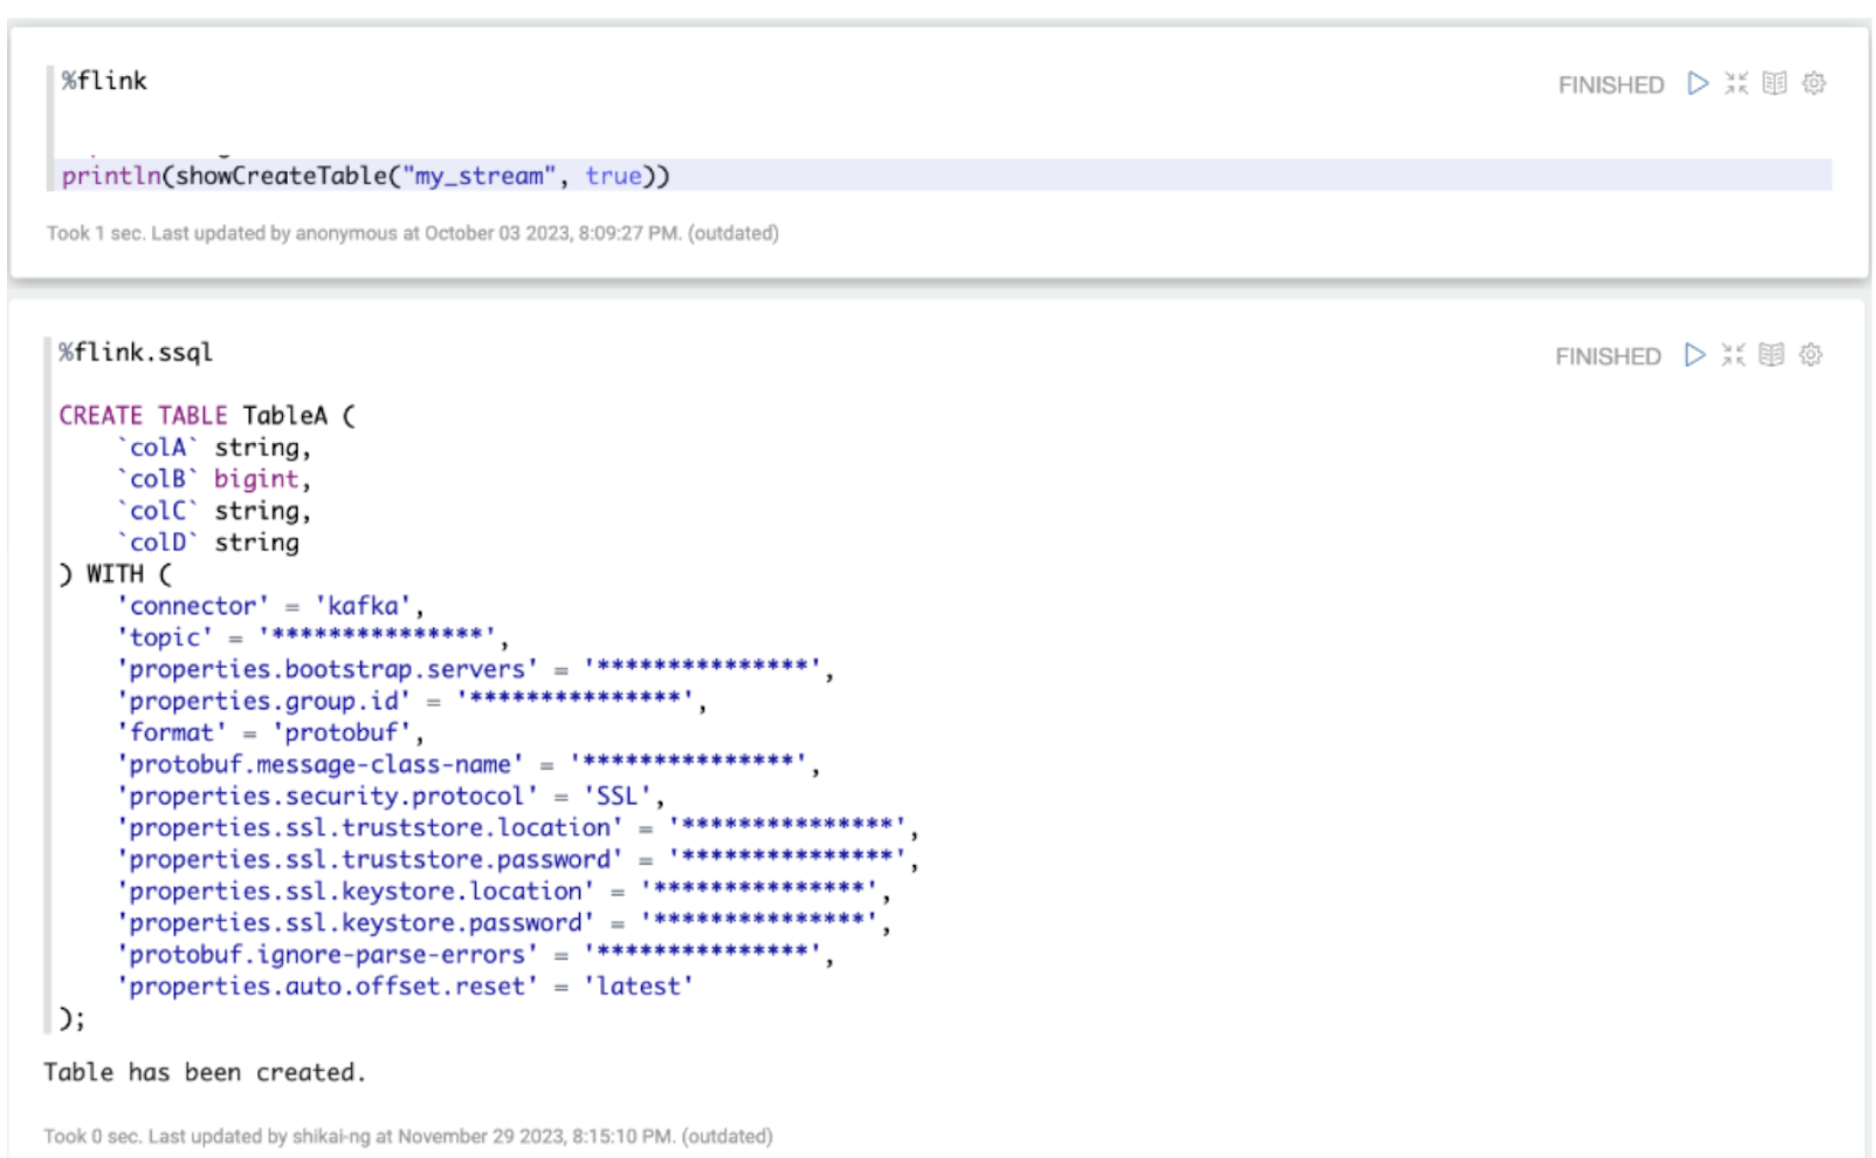 %flink
FINISHED
println(showCreateTable("my_stream", true))
Took 1 sec. Last updated by anonymous at October 03 2023, 8:09:27 PM. (outdated)
%flink.ssql
FINISHED
CREATE TABLE TableA (
`colA` string,
`colB` bigint,
`colC` string,
`colD` string
) WITH (
'connector' = 'kafka',
'topic' = '***************',
'properties.bootstrap.servers' = '***************',
'properties.group.id' = '***************',
'format' = 'protobuf',
'protobuf.message-class-name' = '***************',
'properties.security.protocol' = 'SSL',
'properties.ssl.truststore.location' = '***************',
'properties.ssl.truststore.password' = '***************',
'properties.ssl.keystore.location' = '***************',
'properties.ssl.keystore.password' = '***************',
'protobuf.ignore-parse-errors' = '***************',
'properties.auto.offset.reset' = 'latest'
);
Table has been created.
Took 0 sec. Last updated by shikai-ng at November 29 2023, 8:15:10 PM. (outdated)